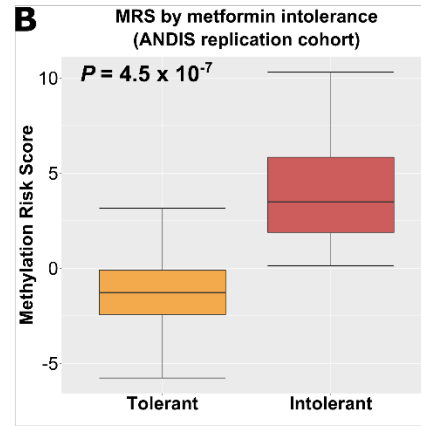 B
MRS by metformin intolerance
(ANDIS replication cohort)
P = 4.5 x 10⁻⁷
Methylation Risk Score
10
5
0
-5
Tolerant
Intolerant